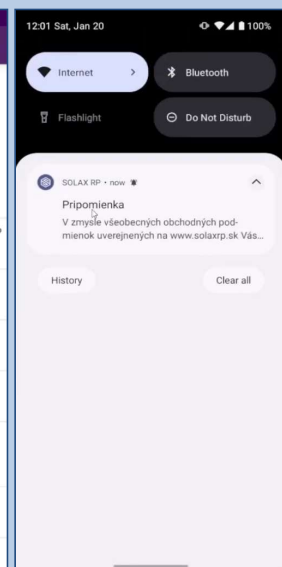 12:01 Sat, Jan 20
100%
Internet
Bluetooth
Flashlight
Do Not Disturb
SOLAX RP • now
Pripomienka
V zmysle všeobecných obchodných pod-
mienok uverejnených na www.solaxrp.sk Vás...
History
Clear all